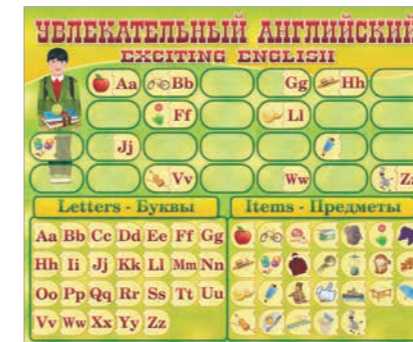 УВЛЕКАТЕЛЬНЫЙ АНГЛИЙСКИЙ
EXCITING ENGLISH
Aa Bb Gg Hh
Ff Ll
Jj
Vv Ww Zz
Letters - Буквы
Items - Предметы
Aa Bb Cc Dd Ee Ff Gg
Hh Ii Jj Kk Ll Mm Nn
Oo Pp Qq Rr Ss Tt Uu
Vv Ww Xx Yy Zz